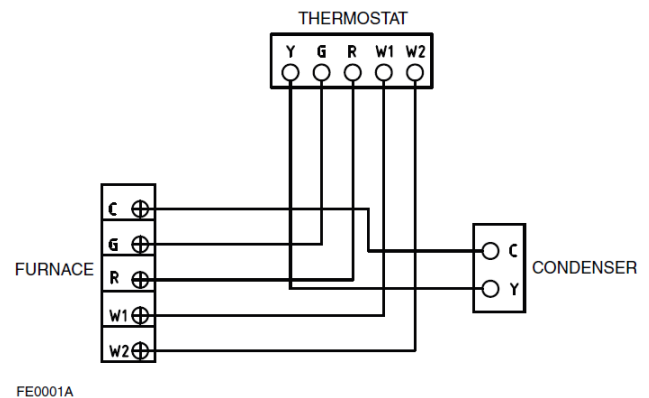 THERMOSTAT
Y G R W1 W2
C
G
FURNACE
R
W1
W2
C
CONDENSER
Y
FE0001A